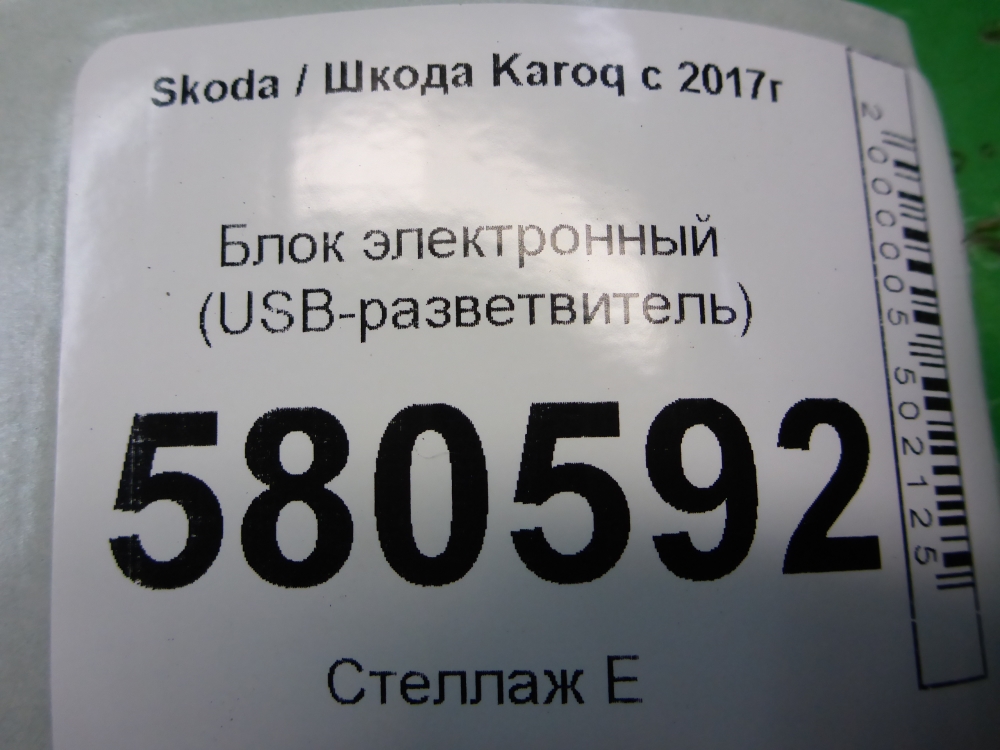 Skoda / Шкода Karoq с 2017г
Блок электронный
(USB-разветвитель)
580592
Стеллаж Е
2000005502125